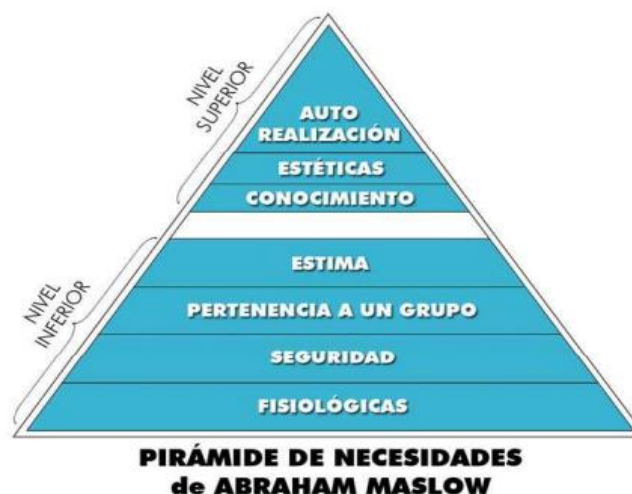 NIVEL
SUPERIOR
AUTO
REALIZACIÓN
ESTÉTICAS
CONOCIMIENTO
NIVEL
INFERIOR
ESTIMA
PERTENENCIA A UN GRUPO
SEGURIDAD
FISIOLÓGICAS
PIRÁMIDE DE NECESIDADES
de ABRAHAM MASLOW